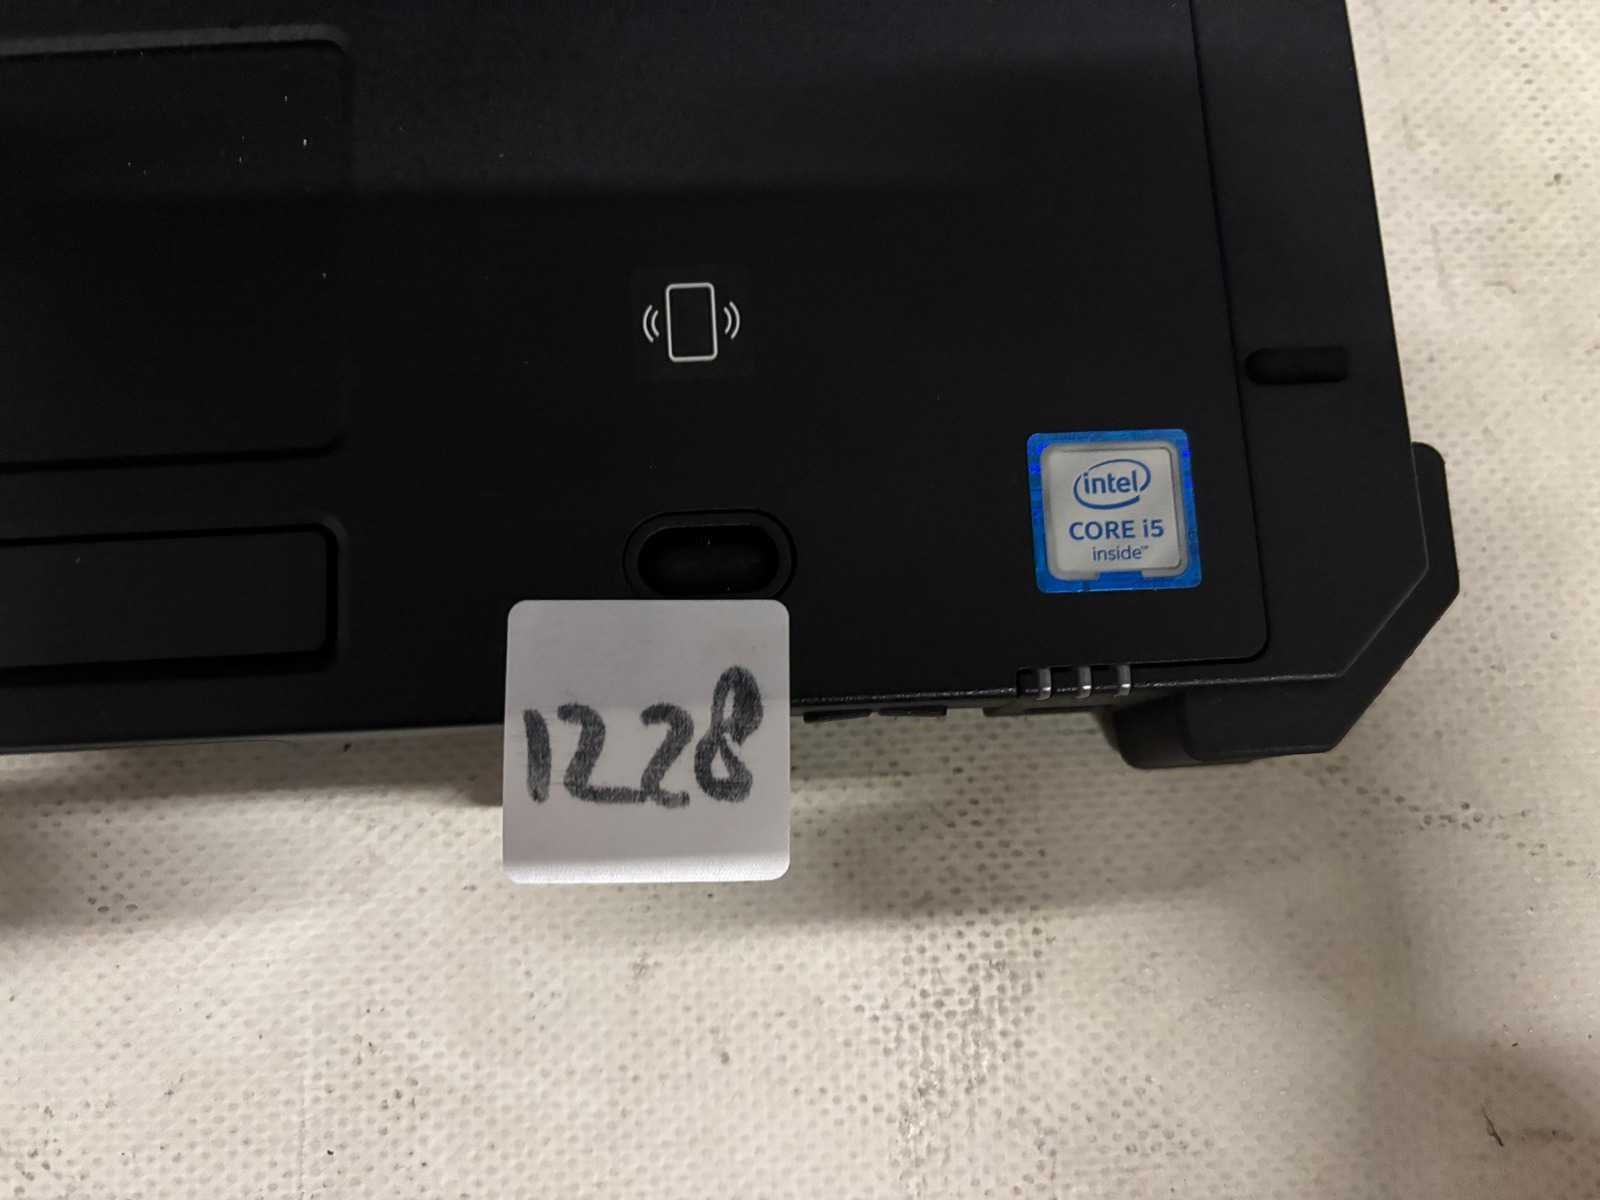 intel
CORE i5
inside™
1228